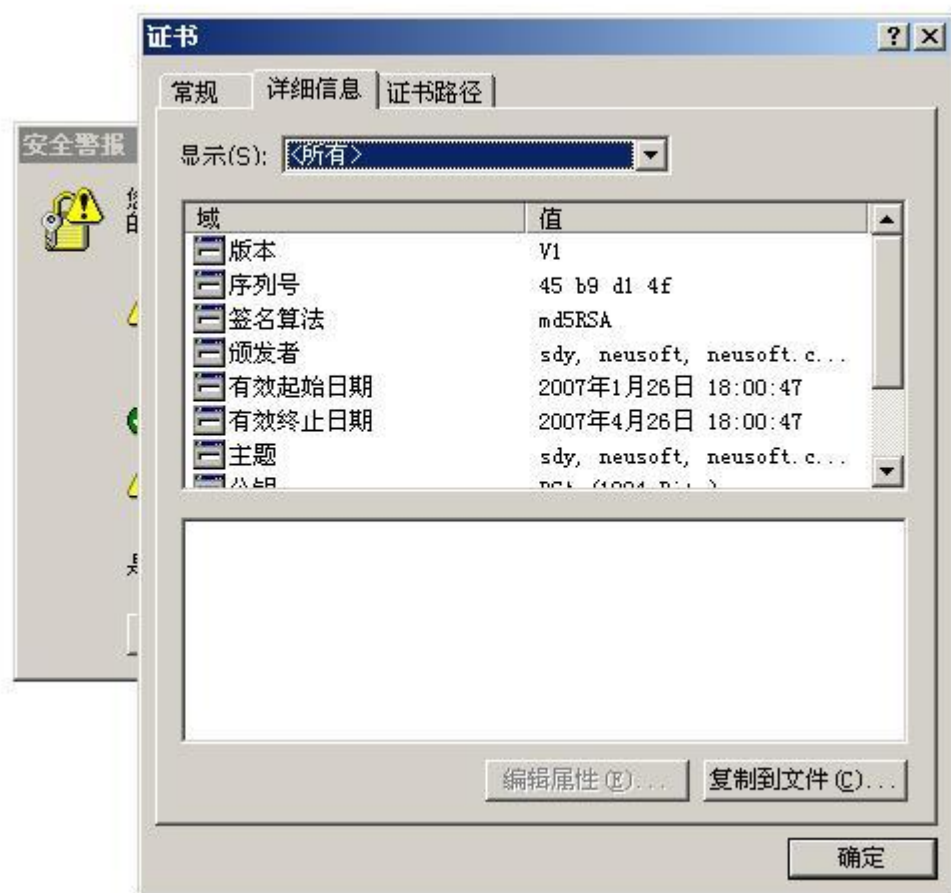 证书
常规 详细信息 证书路径
安全警报
显示(S): <所有>
域 值
版本 V1
序列号 45 b9 d1 4f
签名算法 md5RSA
颁发者 sdy, neusoft, neusoft.c...
有效起始日期 2007年1月26日 18:00:47
有效终止日期 2007年4月26日 18:00:47
主题 sdy, neusoft, neusoft.c...
公钥
编辑属性(E)... 复制到文件(C)...
确定